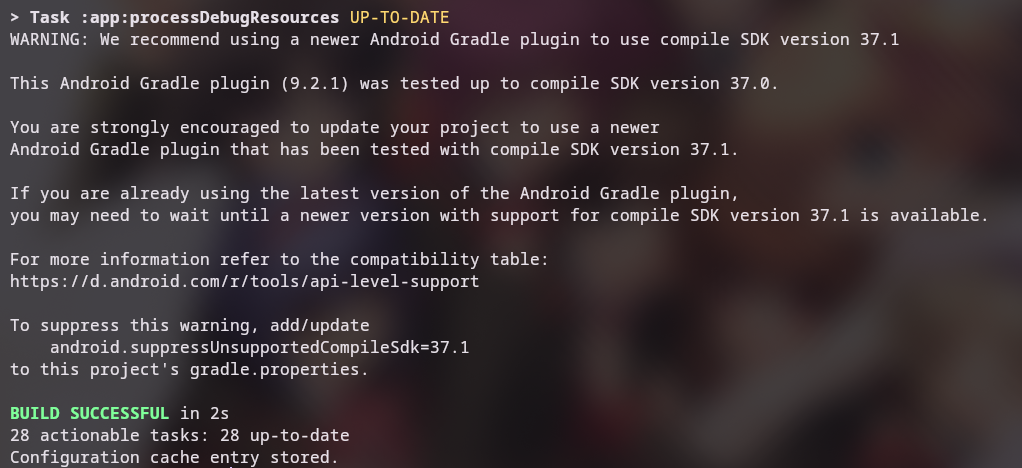 > Task :app:processDebugResources UP-TO-DATE
WARNING: We recommend using a newer Android Gradle plugin to use compile SDK version 37.1
This Android Gradle plugin (9.2.1) was tested up to compile SDK version 37.0.
You are strongly encouraged to update your project to use a newer
Android Gradle plugin that has been tested with compile SDK version 37.1.
If you are already using the latest version of the Android Gradle plugin,
you may need to wait until a newer version with support for compile SDK version 37.1 is available.
For more information refer to the compatibility table:
https://d.android.com/r/tools/api-level-support
To suppress this warning, add/update
    android.suppressUnsupportedCompileSdk=37.1
to this project's gradle.properties.
BUILD SUCCESSFUL in 2s
28 actionable tasks: 28 up-to-date
Configuration cache entry stored.